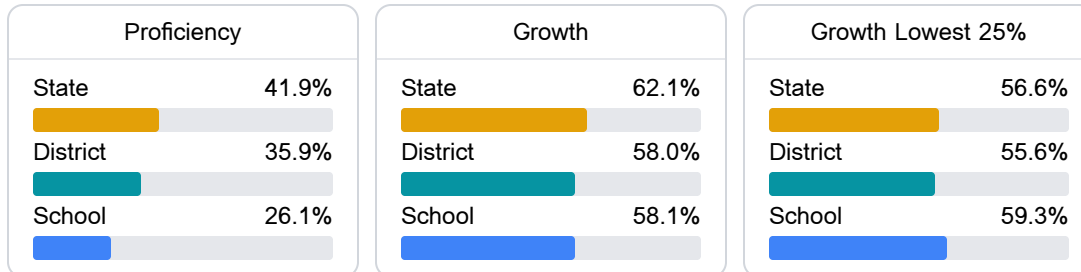 Proficiency
State 41.9%
District 35.9%
School 26.1%
Growth
State 62.1%
District 58.0%
School 58.1%
Growth Lowest 25%
State 56.6%
District 55.6%
School 59.3%